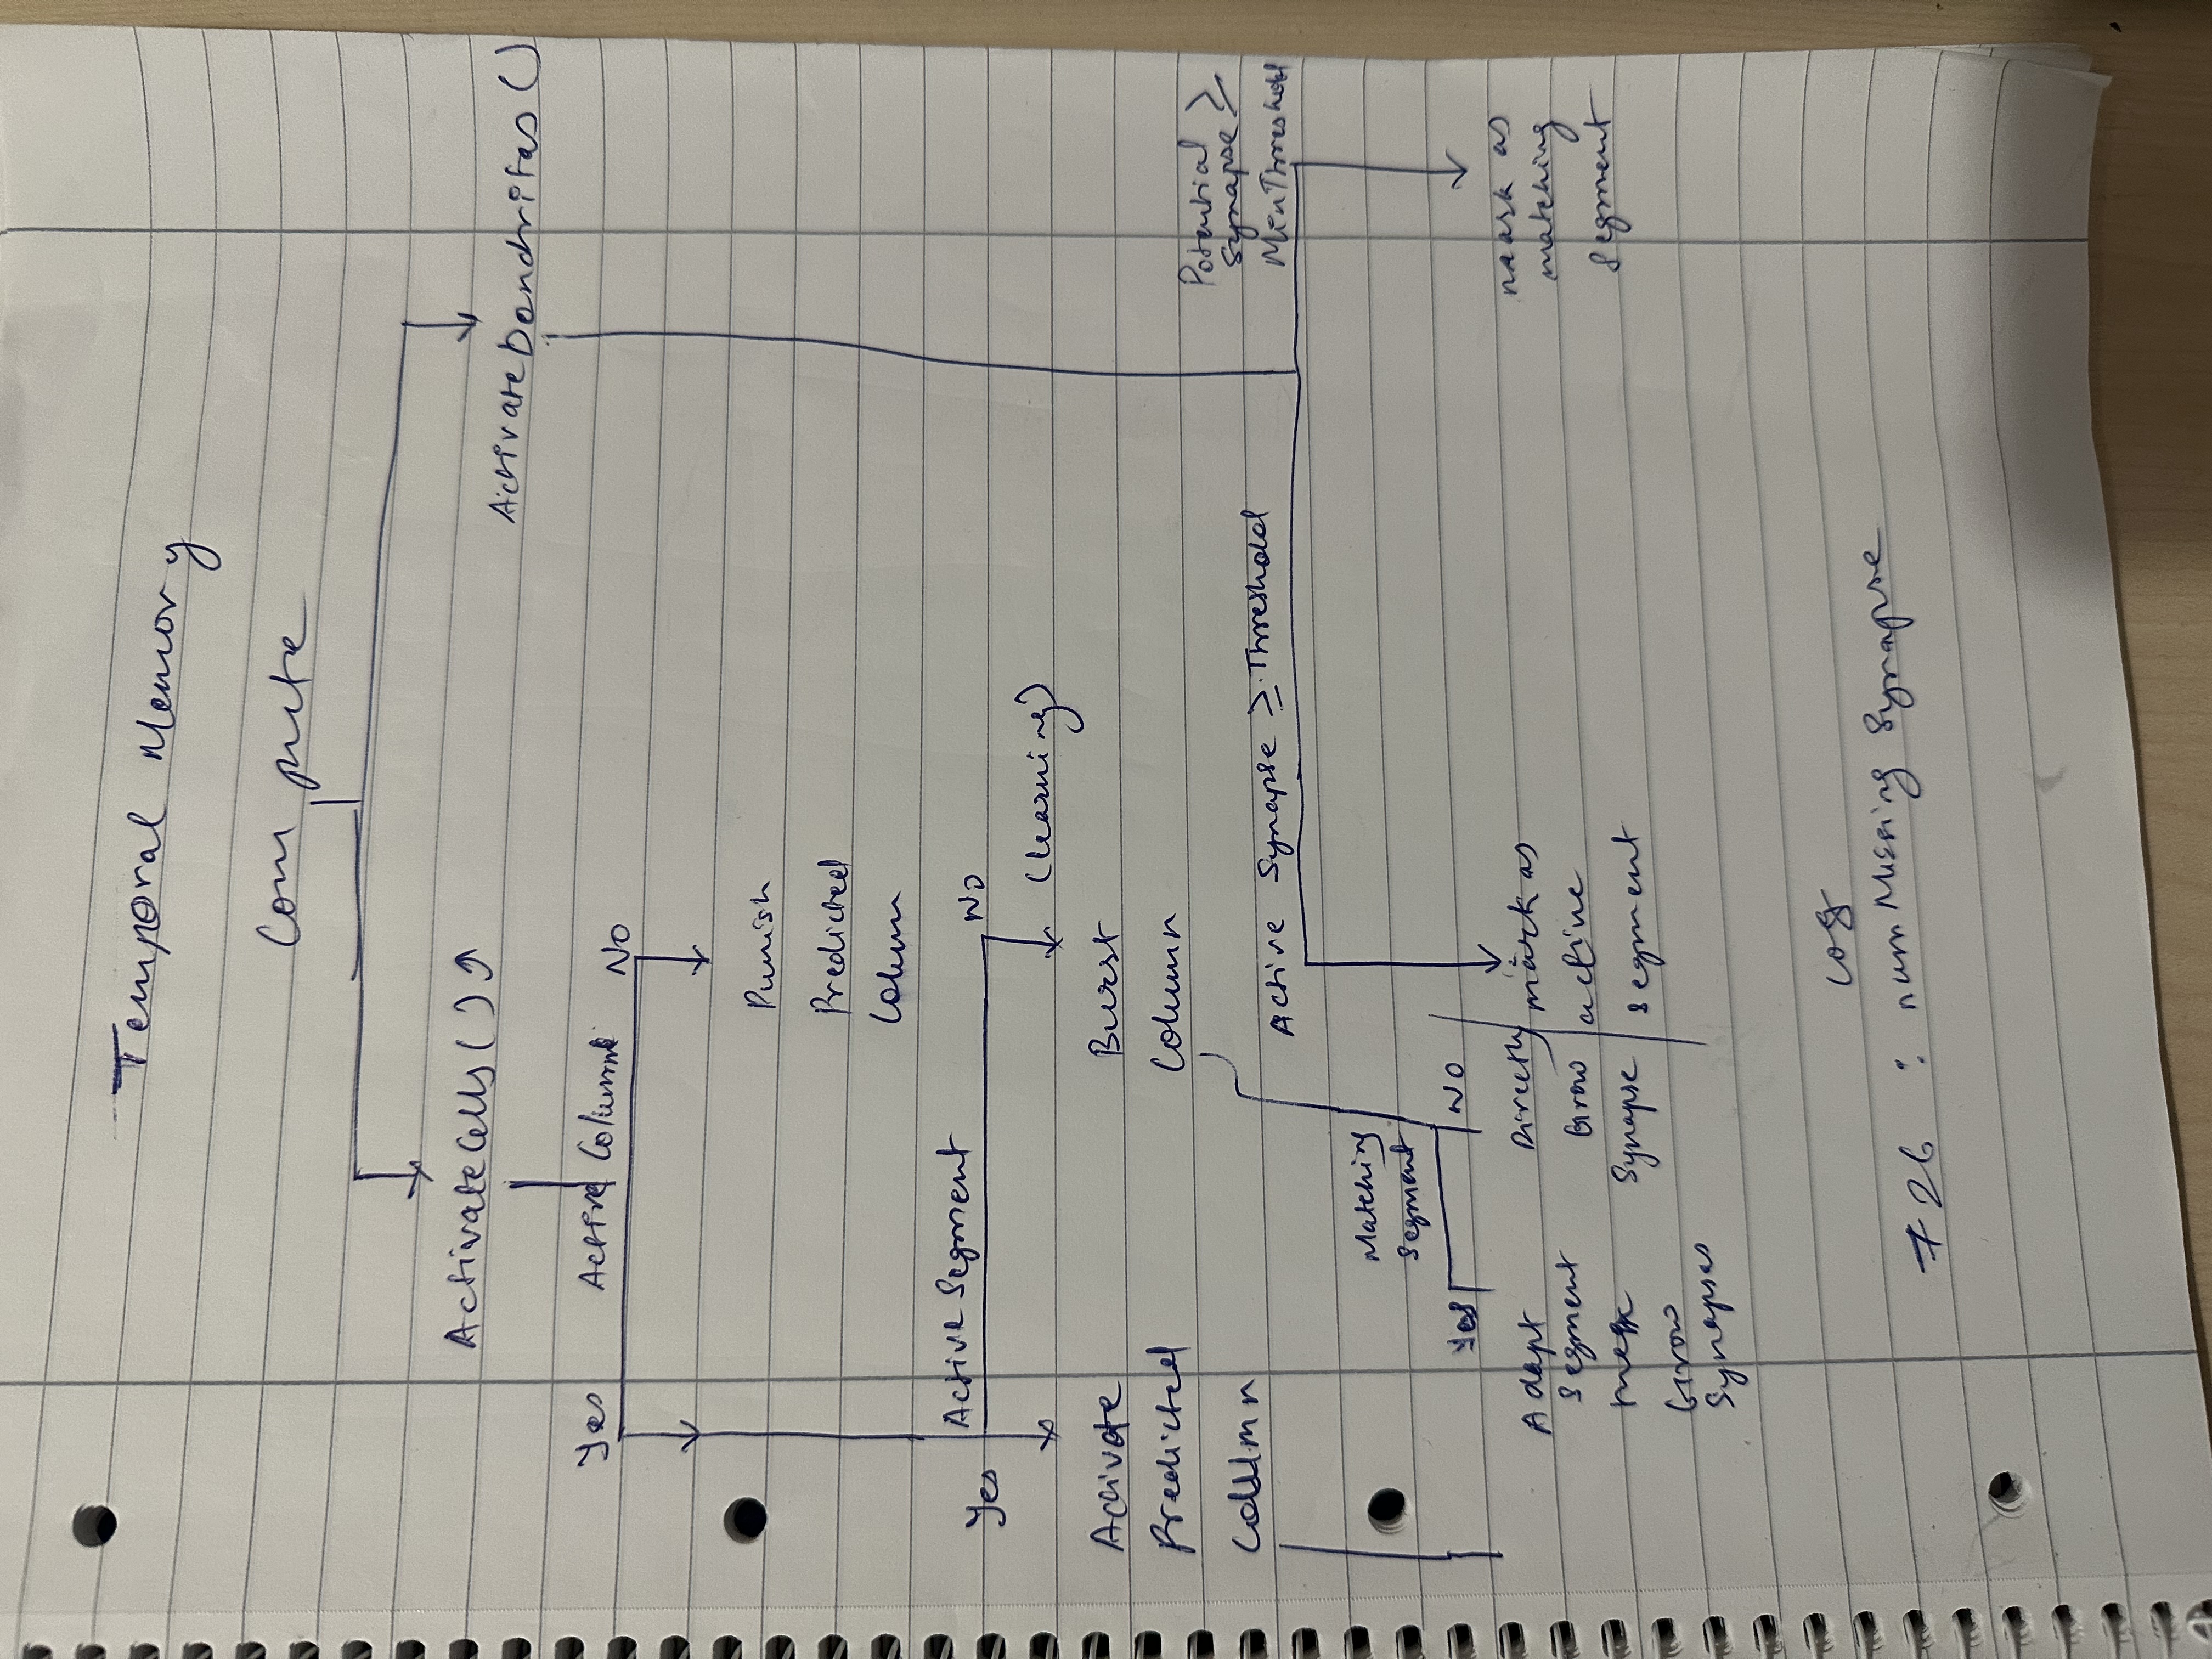 Temporal Memory
Compute
ActivateCells()
ActivateDendrites()
Yes Active Column NO
Punish
Predicted
Column
Yes Active Segment NO
(learning)
Activate
Predicted
Column
Burst
Column
Potential
Synapse ≥
MinThreshold
Active Synapse ≥ Threshold
Matching
Segment
Yes NO
Adapt
Segment
Grow
Synapses
Directly
Grow
Synapse
mark as
active
segment
mark as
matching
segment
Log
726 : numMissing Synapse